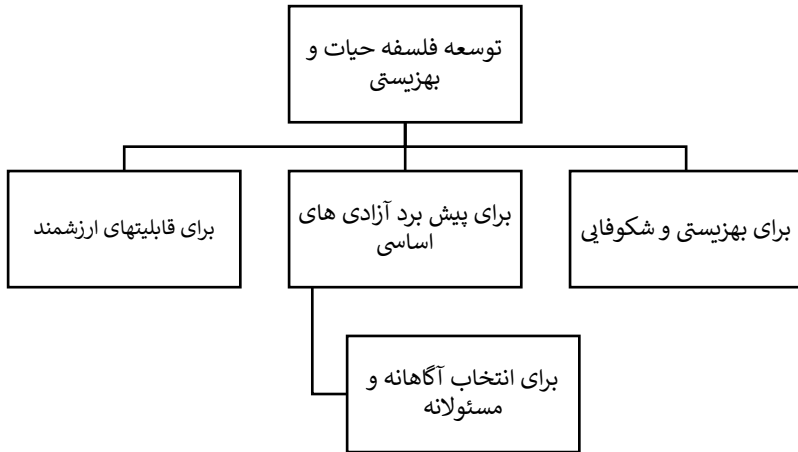 توسعه فلسفه حیات و
بهزیستی
برای بهزیستی و شکوفایی
برای پیش برد آزادی های
اساسی
برای قابلیتهای ارزشمند
برای انتخاب آگاهانه و
مسئولانه